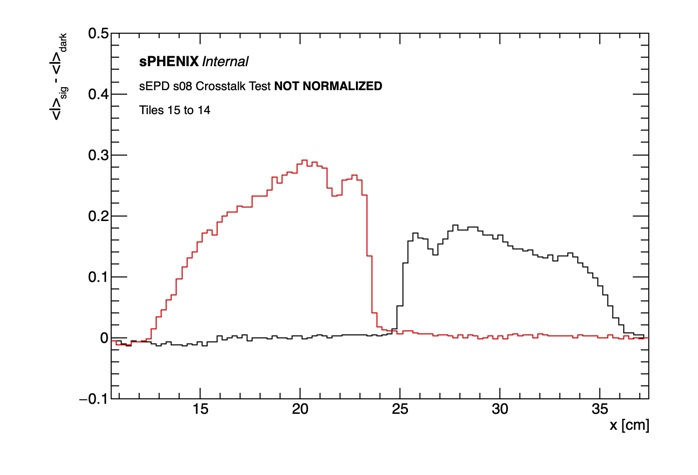 <I>sig - <I>dark
0.5
sPHENIX Internal
sEPD s08 Crosstalk Test NOT NORMALIZED
0.4
Tiles 15 to 14
0.3
0.2
0.1
0
−0.1
15 20 25 30 35
x [cm]